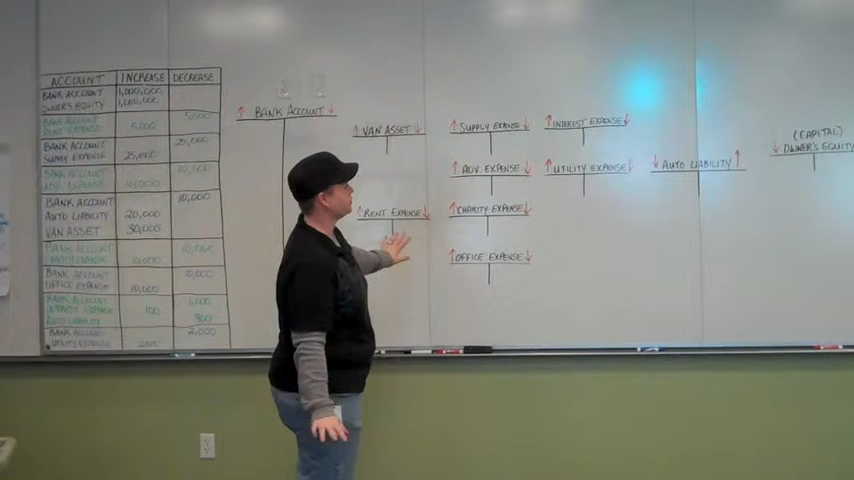 ACCOUNT INCREASE DECREASE
BANK ACCOUNT 1,000,000
OWNERS EQUITY 1,000,000
BANK ACCOUNT 5,000
RENT EXPENSE 5,000
BANK ACCOUNT 25,000
SUPPLY EXPENSE 25,000
BANK ACCOUNT 10,000
ADV EXPENSE 10,000
BANK ACCOUNT 10,000
AUTO LIABILITY 20,000
VAN ASSET 30,000
BANK ACCOUNT 10,000
10,000
BANK ACCOUNT 10,000
OFFICE EXPENSE 10,000
BANK ACCOUNT 1,000
INTEREST EXPENSE 100
AUTO LIABILITY 900
BANK ACCOUNT 2,000
UTILITY EXPENSE 2,000
BANK ACCOUNT
VAN ASSET
RENT EXPENSE
SUPPLY EXPENSE
ADV EXPENSE
CHARITY EXPENSE
OFFICE EXPENSE
INTEREST EXPENSE
UTILITY EXPENSE
AUTO LIABILITY
(CAPITAL)
OWNER'S EQUITY